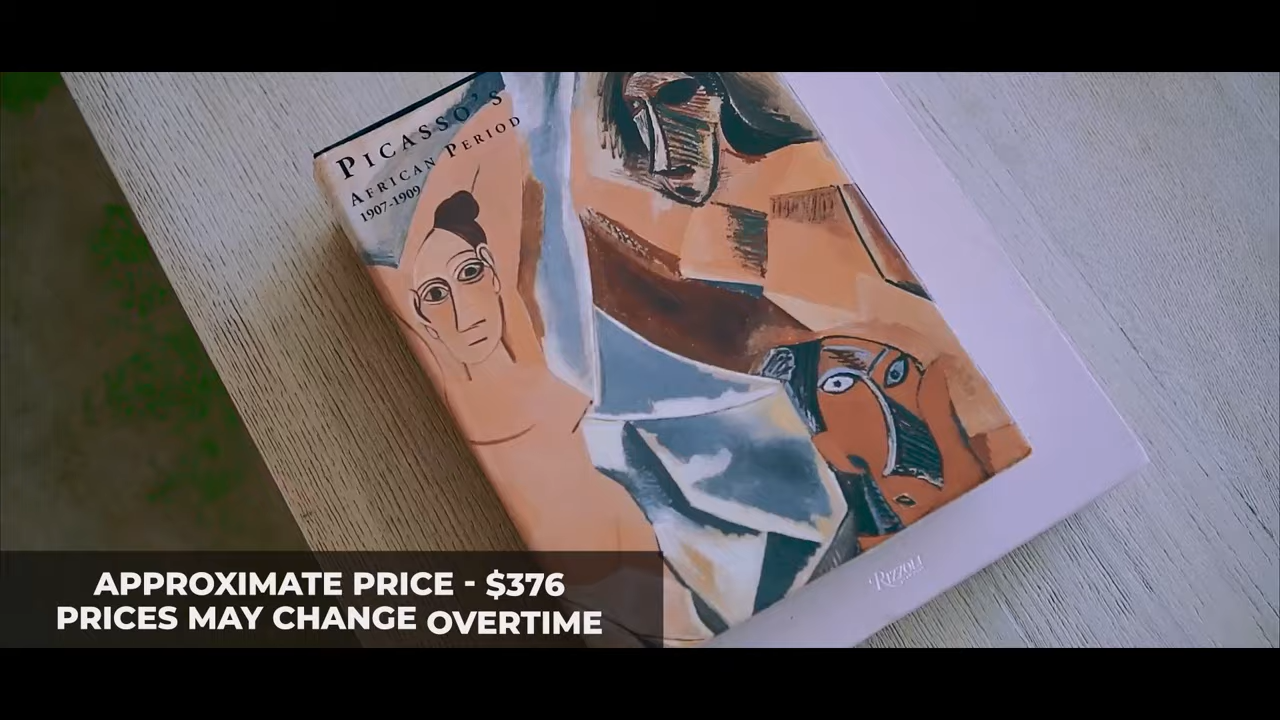 PICASSO'S
AFRICAN PERIOD
1907-1909
RIZZOLI
APPROXIMATE PRICE - $376
PRICES MAY CHANGE OVERTIME